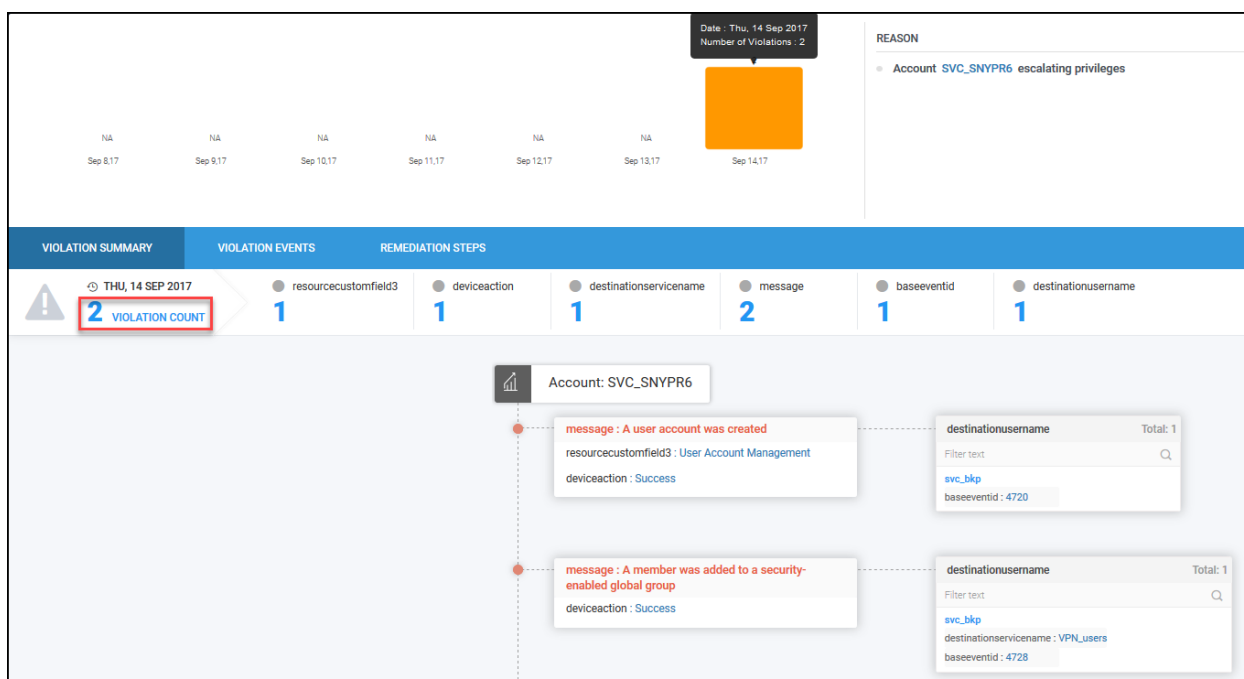 Date : Thu, 14 Sep 2017
Number of Violations : 2
REASON
Account SVC_SNYPR6 escalating privileges
NA NA NA NA NA NA
Sep 8,17 Sep 9,17 Sep 10,17 Sep 11,17 Sep 12,17 Sep 13,17 Sep 14,17
VIOLATION SUMMARY VIOLATION EVENTS REMEDIATION STEPS
THU, 14 SEP 2017 resourcecustomfield3 deviceaction destinationservicename message baseeventid destinationusername
2 VIOLATION COUNT 1 1 1 2 1 1
Account: SVC_SNYPR6
message : A user account was created
resourcecustomfield3 : User Account Management
deviceaction : Success
destinationusername Total: 1
Filter text
svc_bkp
baseeventid : 4720
message : A member was added to a security-
enabled global group
deviceaction : Success
destinationusername Total: 1
Filter text
svc_bkp
destinationservicename : VPN_users
baseeventid : 4728